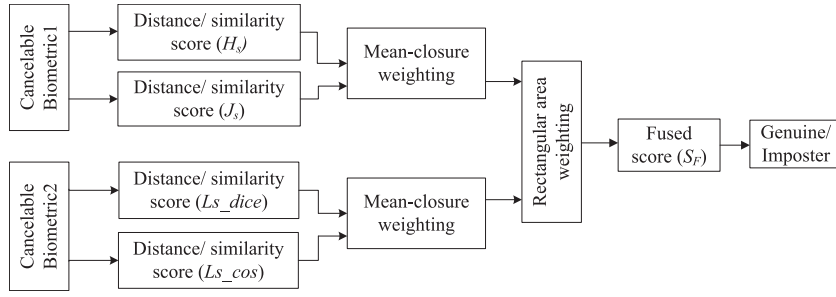 Cancelable
Biometric1
Distance/ similarity
score (Hs)
Distance/ similarity
score (Js)
Mean-closure
weighting
Cancelable
Biometric2
Distance/ similarity
score (Ls_dice)
Distance/ similarity
score (Ls_cos)
Mean-closure
weighting
Rectangular area
weighting
Fused
score (SF)
Genuine/
Imposter